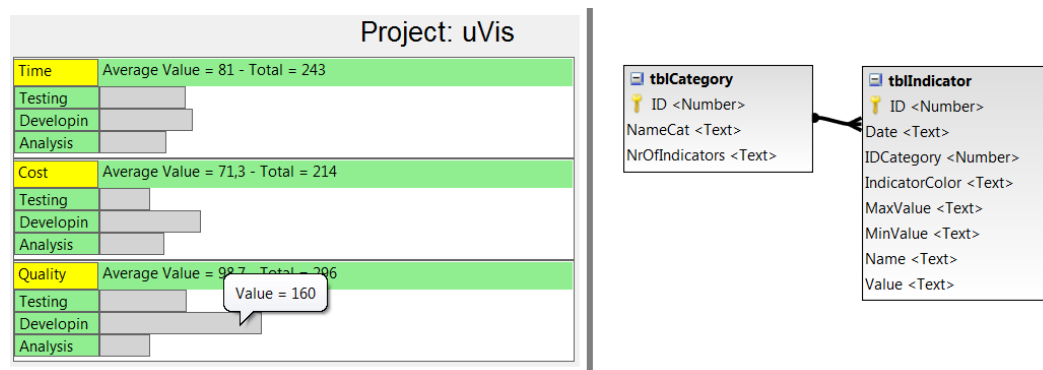 Project: uVis
Time
Average Value = 81 - Total = 243
Testing
Developin
Analysis
Cost
Average Value = 71,3 - Total = 214
Testing
Developin
Analysis
Quality
Average Value = 98,7 - Total = 296
Testing
Value = 160
Developin
Analysis
tblCategory
ID <Number>
NameCat <Text>
NrOfIndicators <Text>
tblIndicator
ID <Number>
Date <Text>
IDCategory <Number>
IndicatorColor <Text>
MaxValue <Text>
MinValue <Text>
Name <Text>
Value <Text>